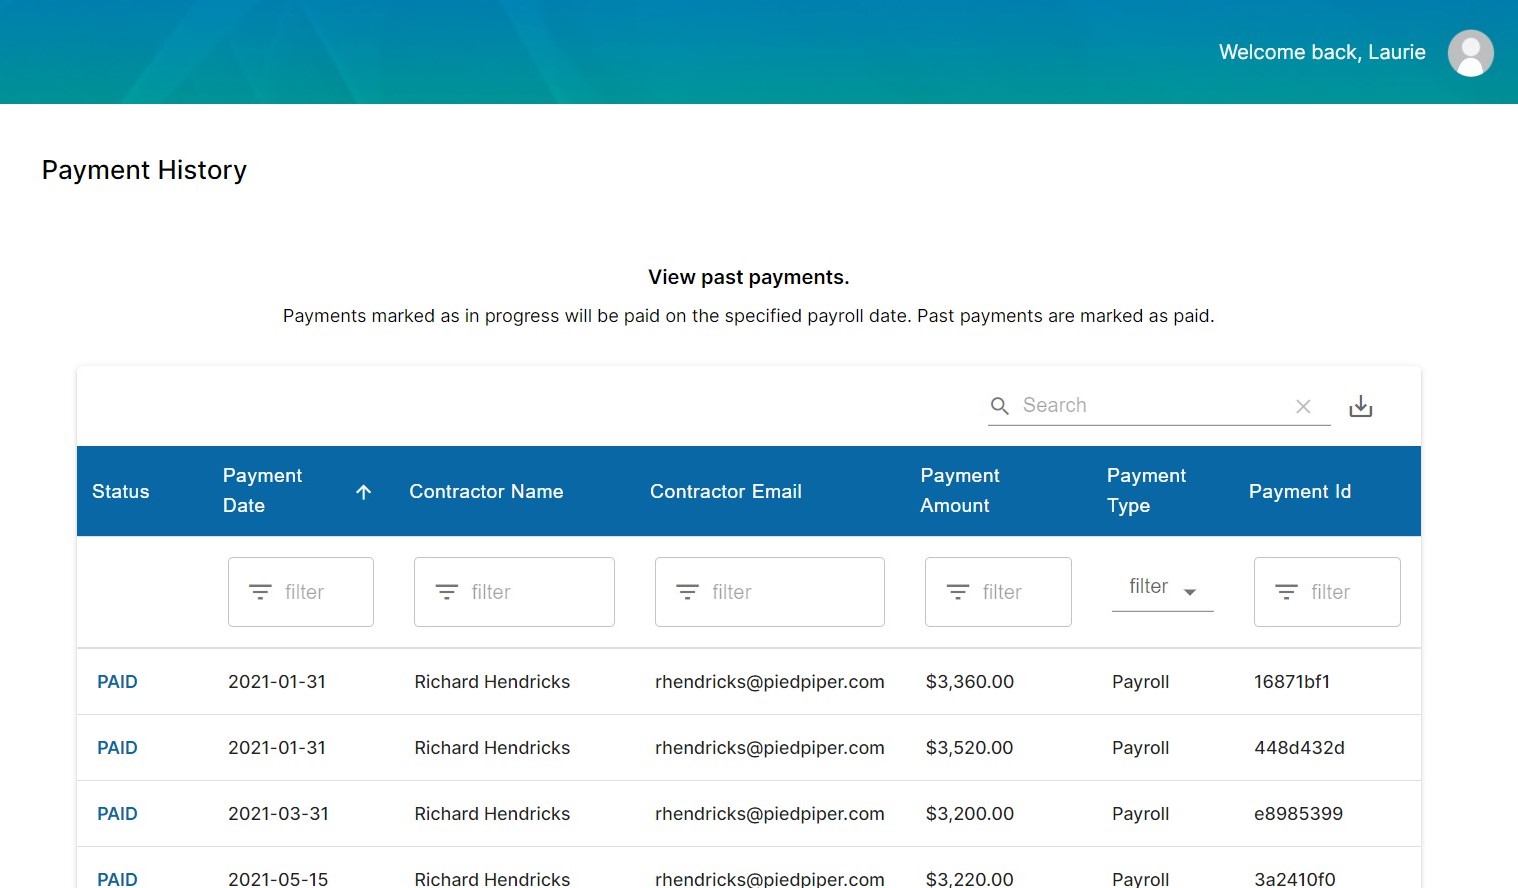 Welcome back, Laurie
Payment History
View past payments.
Payments marked as in progress will be paid on the specified payroll date. Past payments are marked as paid.
Search
Status Payment Date Contractor Name Contractor Email Payment Amount Payment Type Payment Id
filter filter filter filter filter filter
PAID 2021-01-31 Richard Hendricks rhendricks@piedpiper.com $3,360.00 Payroll 16871bf1
PAID 2021-01-31 Richard Hendricks rhendricks@piedpiper.com $3,520.00 Payroll 448d432d
PAID 2021-03-31 Richard Hendricks rhendricks@piedpiper.com $3,200.00 Payroll e8985399
PAID 2021-05-15 Richard Hendricks rhendricks@piedpiper.com $3,220.00 Payroll 3a2410f0